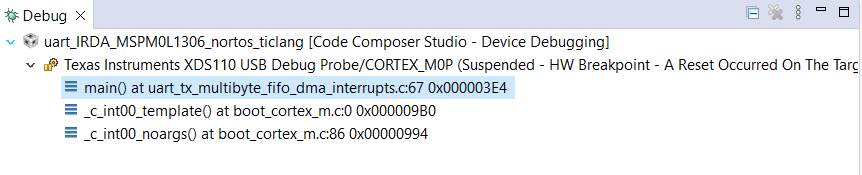 Debug
uart_IRDA_MSPM0L1306_nortos_ticlang [Code Composer Studio - Device Debugging]
Texas Instruments XDS110 USB Debug Probe/CORTEX_M0P (Suspended - HW Breakpoint - A Reset Occurred On The Targ
main() at uart_tx_multibyte_fifo_dma_interrupts.c:67 0x000003E4
_c_int00_template() at boot_cortex_m.c:0 0x000009B0
_c_int00_noargs() at boot_cortex_m.c:86 0x00000994